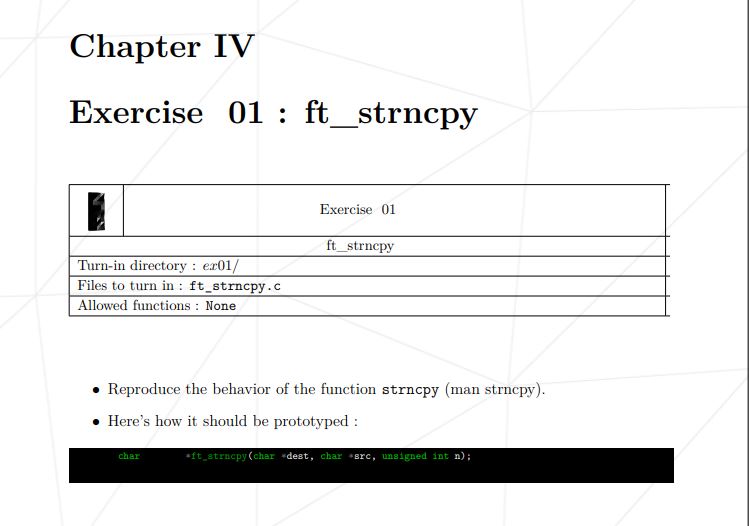 Chapter IV
Exercise 01 : ft_strncpy
Exercise 01
ft_strncpy
Turn-in directory : ex01/
Files to turn in : ft_strncpy.c
Allowed functions : None
• Reproduce the behavior of the function strncpy (man strncpy).
• Here's how it should be prototyped :
char *ft_strncpy(char *dest, char *src, unsigned int n);